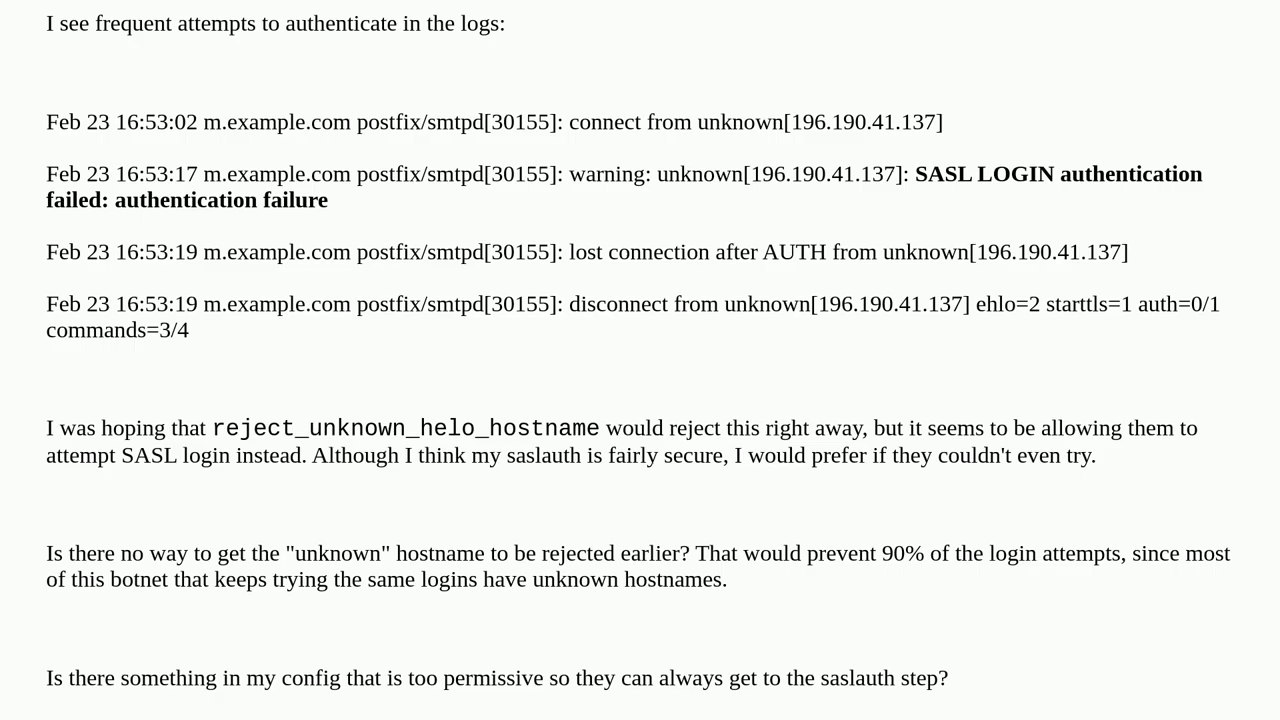 I see frequent attempts to authenticate in the logs:
Feb 23 16:53:02 m.example.com postfix/smtpd[30155]: connect from unknown[196.190.41.137]
Feb 23 16:53:17 m.example.com postfix/smtpd[30155]: warning: unknown[196.190.41.137]: SASL LOGIN authentication
failed: authentication failure
Feb 23 16:53:19 m.example.com postfix/smtpd[30155]: lost connection after AUTH from unknown[196.190.41.137]
Feb 23 16:53:19 m.example.com postfix/smtpd[30155]: disconnect from unknown[196.190.41.137] ehlo=2 starttls=1 auth=0/1
commands=3/4
I was hoping that reject_unknown_helo_hostname would reject this right away, but it seems to be allowing them to
attempt SASL login instead. Although I think my saslauth is fairly secure, I would prefer if they couldn't even try.
Is there no way to get the "unknown" hostname to be rejected earlier? That would prevent 90% of the login attempts, since most
of this botnet that keeps trying the same logins have unknown hostnames.
Is there something in my config that is too permissive so they can always get to the saslauth step?